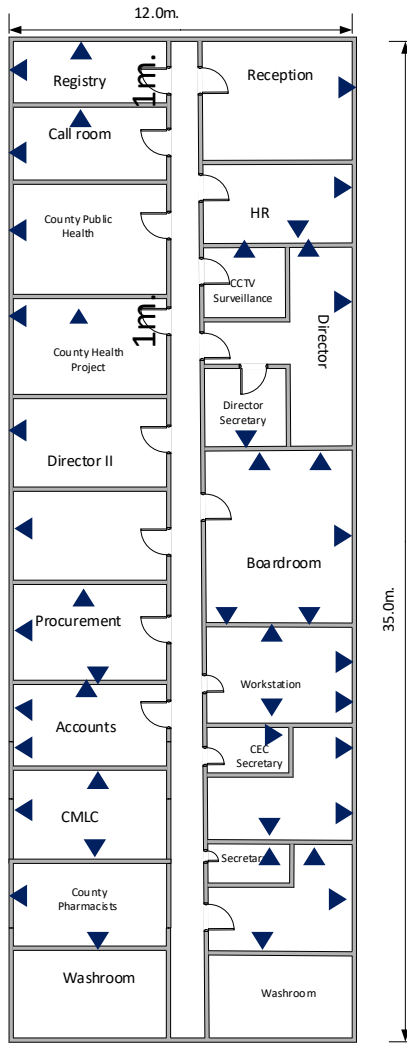 12.0m.
Registry
1m.
Reception
Call room
County Public
Health
HR
CCTV
Surveillance
1m.
Director
County Health
Project
Director
Secretary
Director II
Boardroom
35.0m.
Procurement
Workstation
Accounts
CEC
Secretary
CMLC
Secretar
County
Pharmacists
Washroom
Washroom